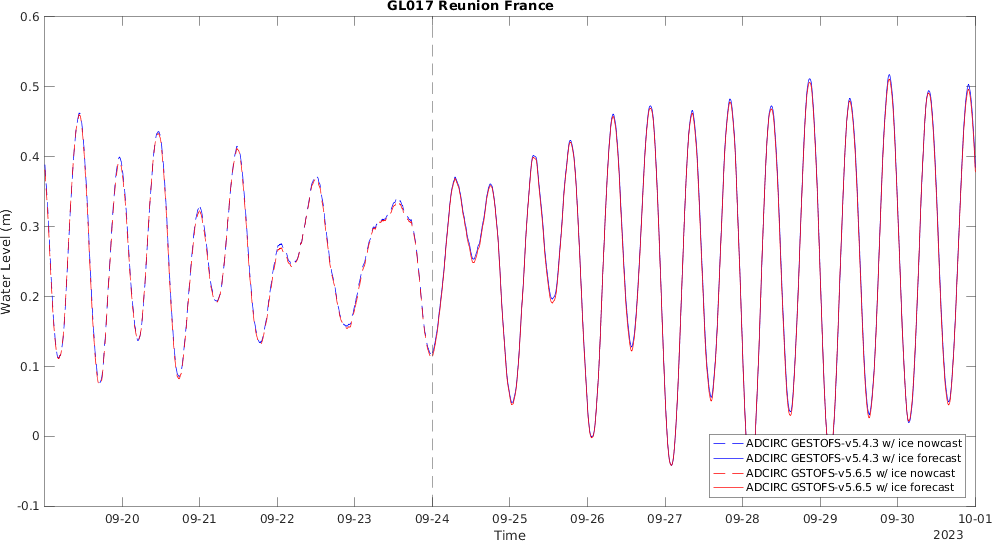 GL017 Reunion France
0.6
0.5
0.4
0.3
0.2
0.1
0
-0.1
Water Level (m)
ADCIRC GESTOFS-v5.4.3 w/ ice nowcast
ADCIRC GESTOFS-v5.4.3 w/ ice forecast
ADCIRC GSTOFS-v5.6.5 w/ ice nowcast
ADCIRC GSTOFS-v5.6.5 w/ ice forecast
09-20 09-21 09-22 09-23 09-24 09-25 09-26 09-27 09-28 09-29 09-30 10-01
Time
2023